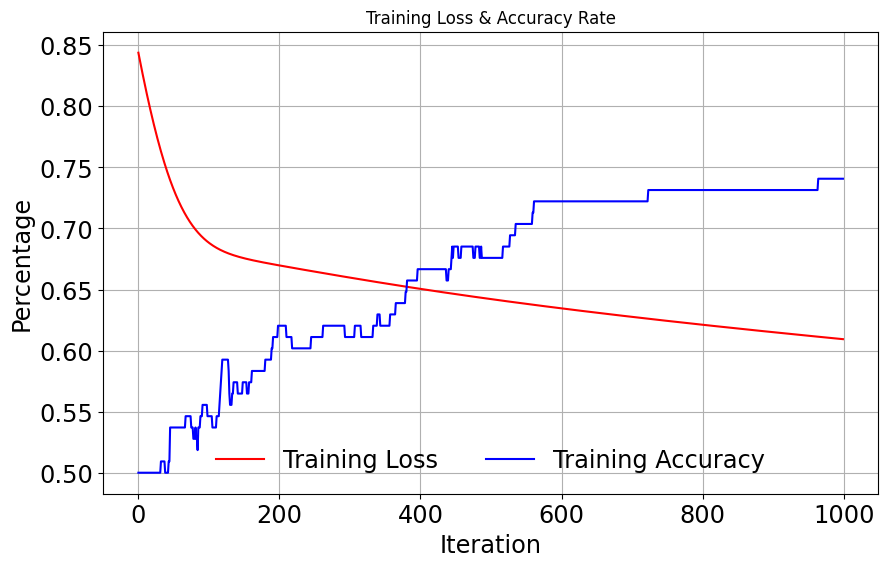 Training Loss & Accuracy Rate
0.85
0.80
0.75
0.70
0.65
0.60
0.55
0.50
Percentage
Training Loss Training Accuracy
0 200 400 600 800 1000
Iteration